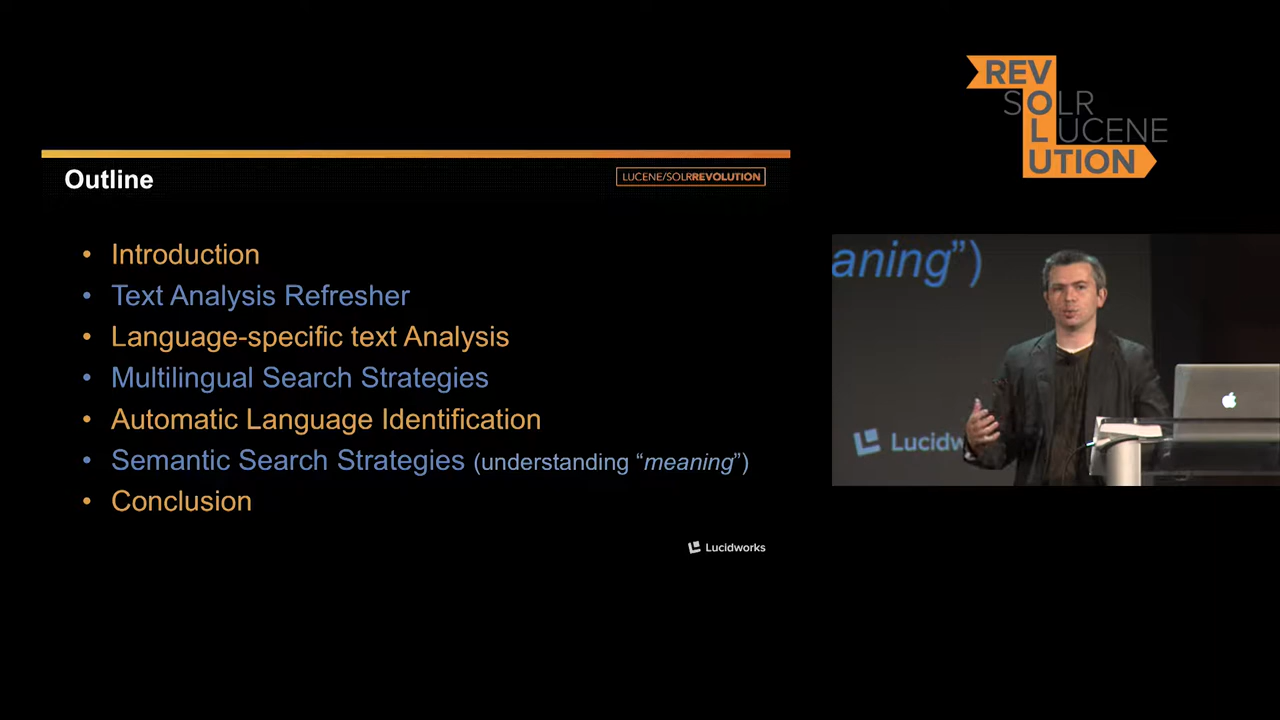 Outline
LUCENE/SOLRREVOLUTION
• Introduction
• Text Analysis Refresher
• Language-specific text Analysis
• Multilingual Search Strategies
• Automatic Language Identification
• Semantic Search Strategies (understanding “meaning”)
• Conclusion
Lucidworks
REV
SOLR
LUCENE
UTION
aning”)
Lucidw